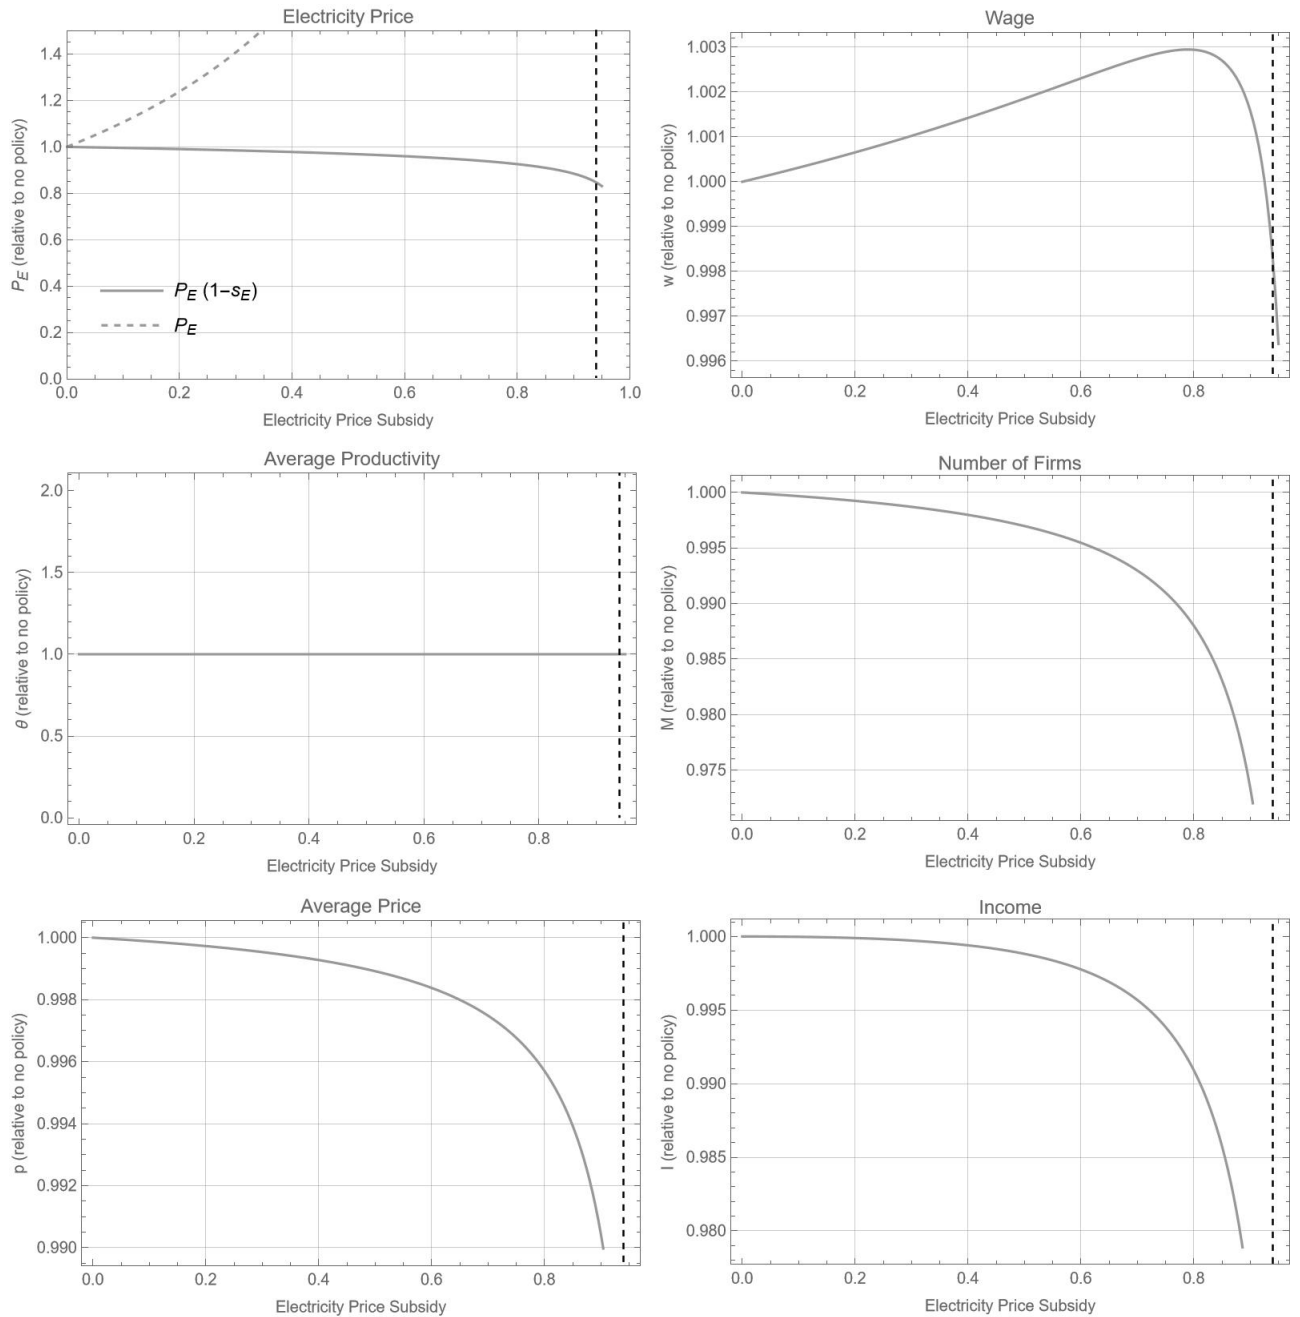 Electricity Price
1.4
1.2
1.0
0.8
0.6
0.4
0.2
0.0
P_E (relative to no policy)
P_E (1–s_E)
P_E
0.0 0.2 0.4 0.6 0.8 1.0
Electricity Price Subsidy
Wage
1.003
1.002
1.001
1.000
0.999
0.998
0.997
0.996
w (relative to no policy)
0.0 0.2 0.4 0.6 0.8
Electricity Price Subsidy
Average Productivity
2.0
1.5
1.0
0.5
0.0
θ (relative to no policy)
0.0 0.2 0.4 0.6 0.8
Electricity Price Subsidy
Number of Firms
1.000
0.995
0.990
0.985
0.980
0.975
M (relative to no policy)
0.0 0.2 0.4 0.6 0.8
Electricity Price Subsidy
Average Price
1.000
0.998
0.996
0.994
0.992
0.990
p (relative to no policy)
0.0 0.2 0.4 0.6 0.8
Electricity Price Subsidy
Income
1.000
0.995
0.990
0.985
0.980
I (relative to no policy)
0.0 0.2 0.4 0.6 0.8
Electricity Price Subsidy